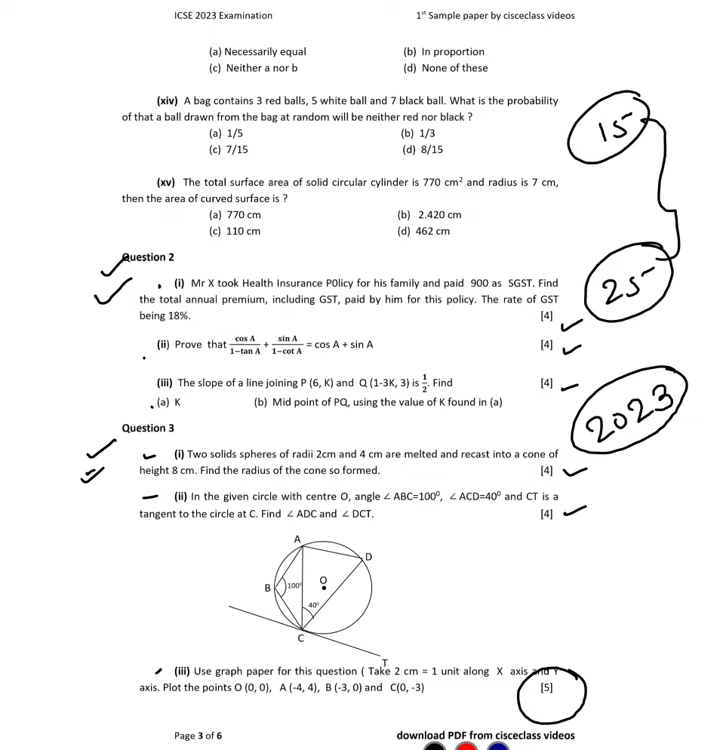 ICSE 2023 Examination 1st Sample paper by cisceclass videos
(a) Necessarily equal (b) In proportion
(c) Neither a nor b (d) None of these
(xiv) A bag contains 3 red balls, 5 white ball and 7 black ball. What is the probability
of that a ball drawn from the bag at random will be neither red nor black ?
(a) 1/5 (b) 1/3
(c) 7/15 (d) 8/15
15
(xv) The total surface area of solid circular cylinder is 770 cm² and radius is 7 cm,
then the area of curved surface is ?
(a) 770 cm (b) 2.420 cm
(c) 110 cm (d) 462 cm
Question 2
(i) Mr X took Health Insurance P0licy for his family and paid 900 as SGST. Find
the total annual premium, including GST, paid by him for this policy. The rate of GST
being 18%. [4]
25
(ii) Prove that cos A/1−tan A + sin A/1−cot A = cos A + sin A [4]
(iii) The slope of a line joining P (6, K) and Q (1-3K, 3) is 1/2. Find [4]
(a) K (b) Mid point of PQ, using the value of K found in (a)
2023
Question 3
(i) Two solids spheres of radii 2cm and 4 cm are melted and recast into a cone of
height 8 cm. Find the radius of the cone so formed. [4]
(ii) In the given circle with centre O, angle ∠ ABC=100⁰, ∠ ACD=40⁰ and CT is a
tangent to the circle at C. Find ∠ ADC and ∠ DCT. [4]
A
D
B 100⁰ O
40⁰
C
T
(iii) Use graph paper for this question ( Take 2 cm = 1 unit along X axis and Y
axis. Plot the points O (0, 0), A (-4, 4), B (-3, 0) and C(0, -3) [5]
Page 3 of 6 download PDF from cisceclass videos